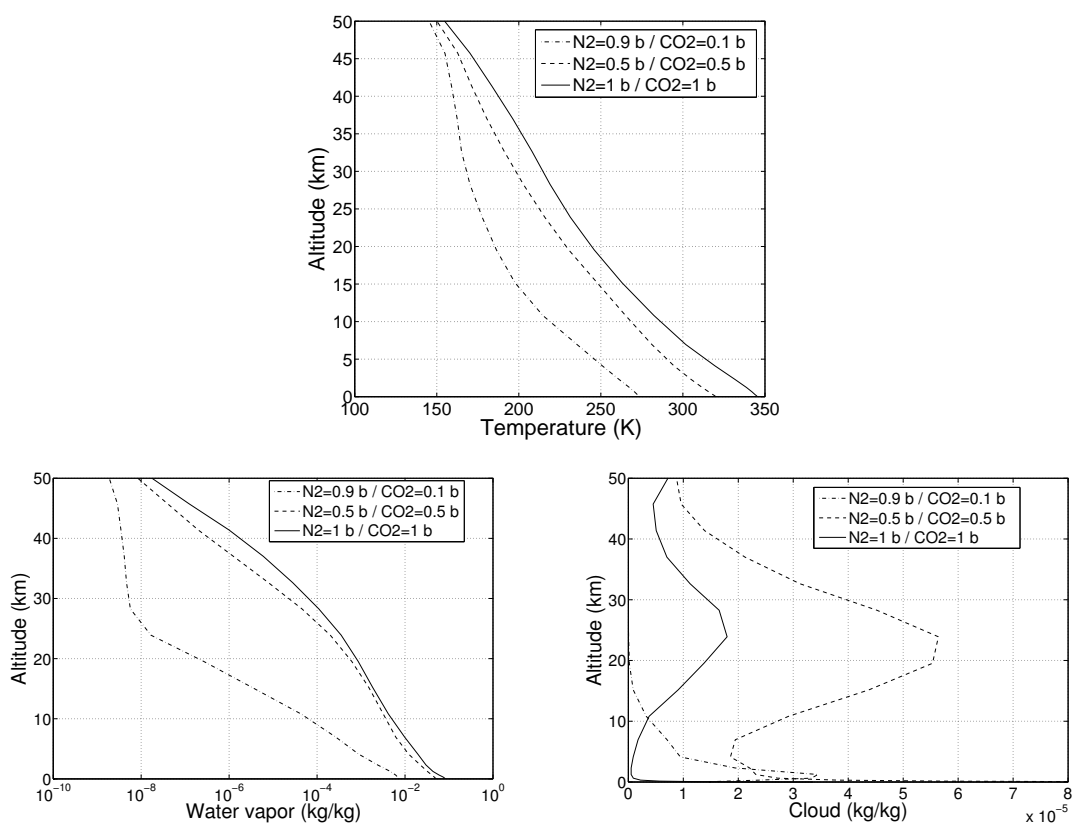 50
45
40
35
30
25
20
15
10
5
0
Altitude (km)
100 150 200 250 300 350
Temperature (K)
N2=0.9 b / CO2=0.1 b
N2=0.5 b / CO2=0.5 b
N2=1 b / CO2=1 b
50
40
30
20
10
0
Altitude (km)
10^-10 10^-8 10^-6 10^-4 10^-2 10^0
Water vapor (kg/kg)
N2=0.9 b / CO2=0.1 b
N2=0.5 b / CO2=0.5 b
N2=1 b / CO2=1 b
50
40
30
20
10
0
Altitude (km)
0 1 2 3 4 5 6 7 8
Cloud (kg/kg)
x 10^-5
N2=0.9 b / CO2=0.1 b
N2=0.5 b / CO2=0.5 b
N2=1 b / CO2=1 b